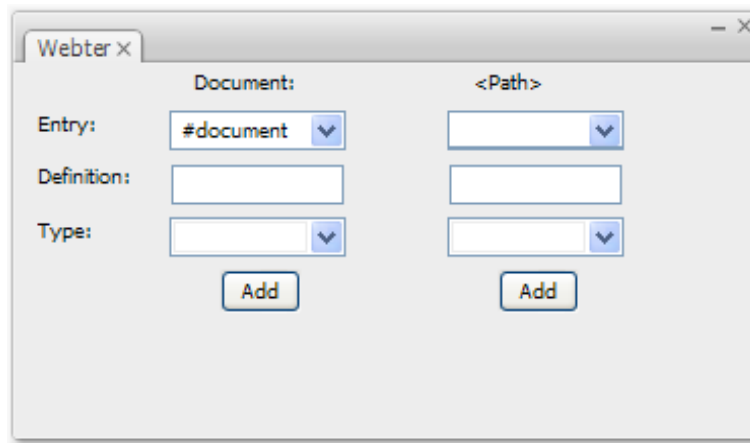 Webter
Document: <Path>
Entry: #document
Definition:
Type:
Add Add